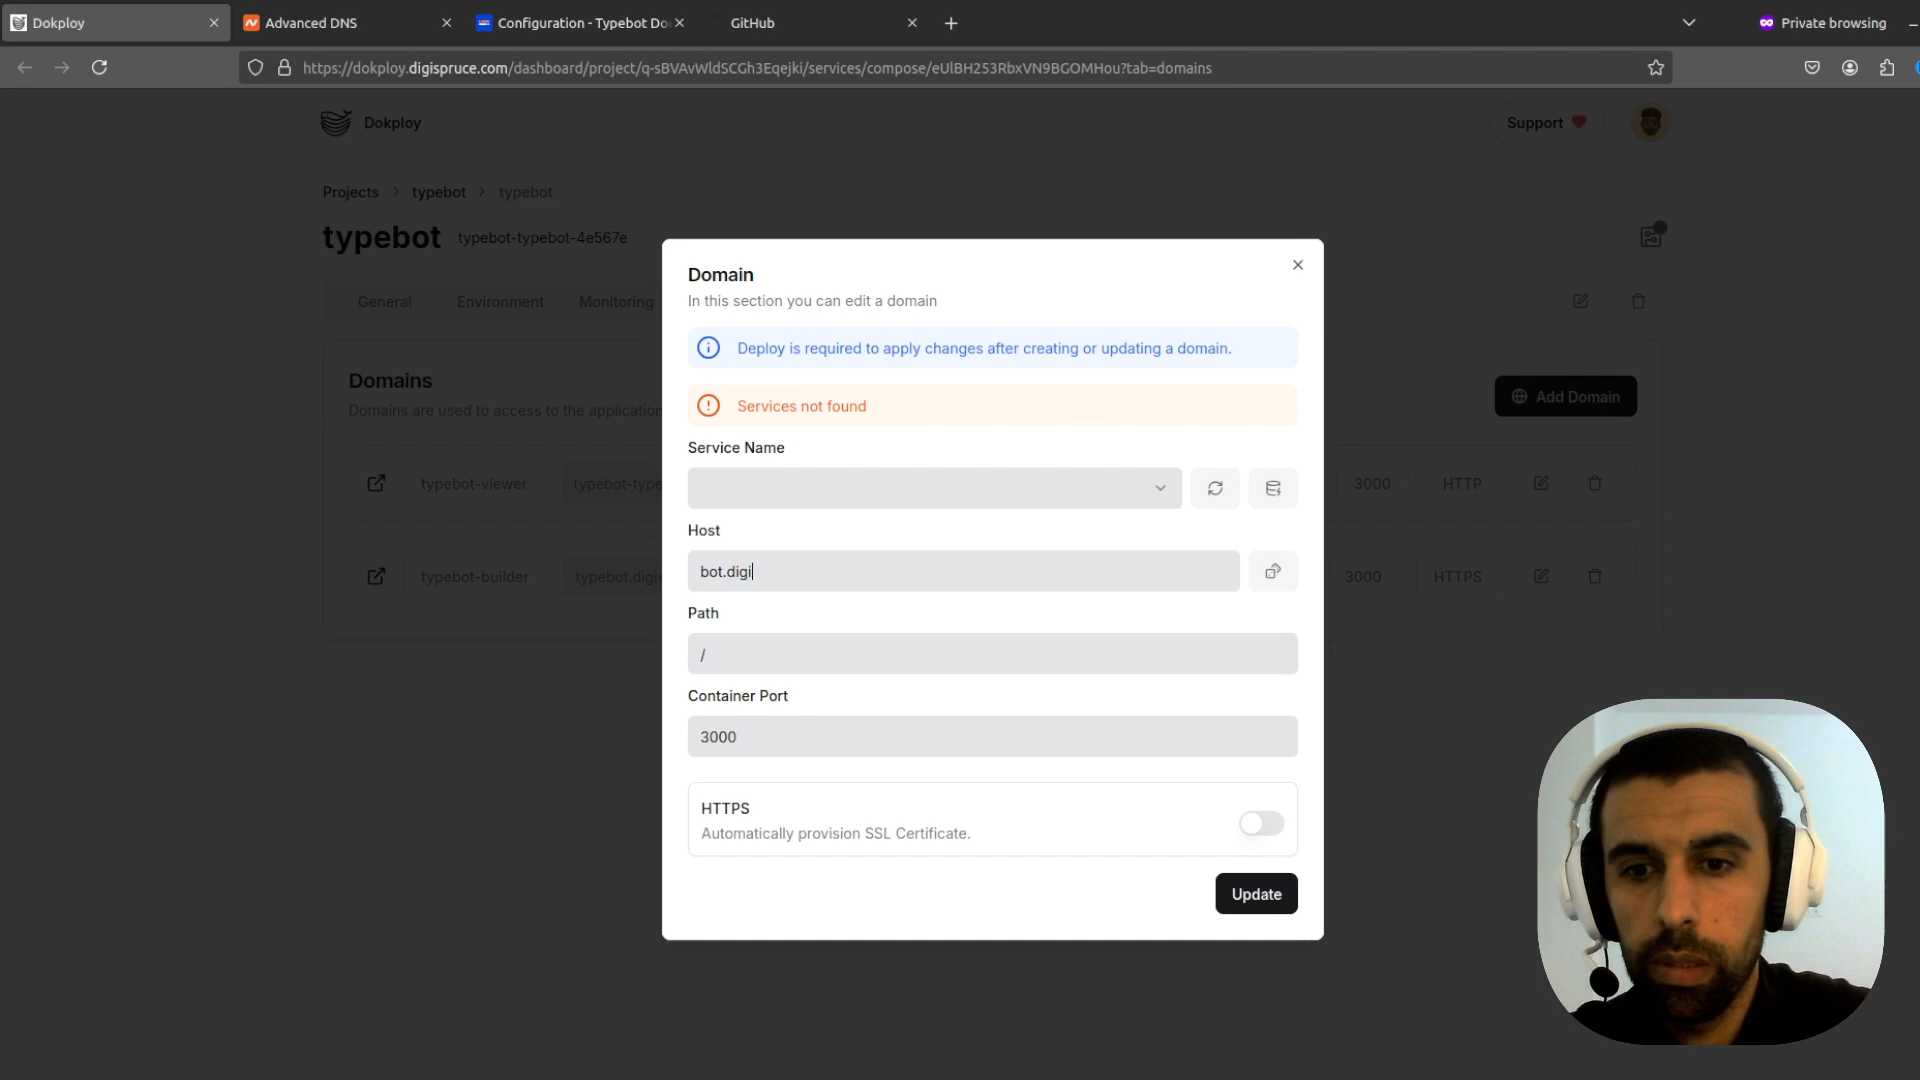 Dokploy
Advanced DNS
Configuration - Typebot Do
GitHub
Private browsing
https://dokploy.digispruce.com/dashboard/project/q-sBVAvWldSCGh3Eqejki/services/compose/eUlBH253RbxVN9BGOMHou?tab=domains
Dokploy
Support
Projects > typebot > typebot
typebot typebot-typebot-4e567e
General Environment Monitoring
Domains
Domains are used to access to the application
Add Domain
typebot-viewer typebot-type 3000 HTTP
typebot-builder typebot.digi 3000 HTTPS
Domain
In this section you can edit a domain
Deploy is required to apply changes after creating or updating a domain.
Services not found
Service Name
Host
bot.digi
Path
/
Container Port
3000
HTTPS
Automatically provision SSL Certificate.
Update